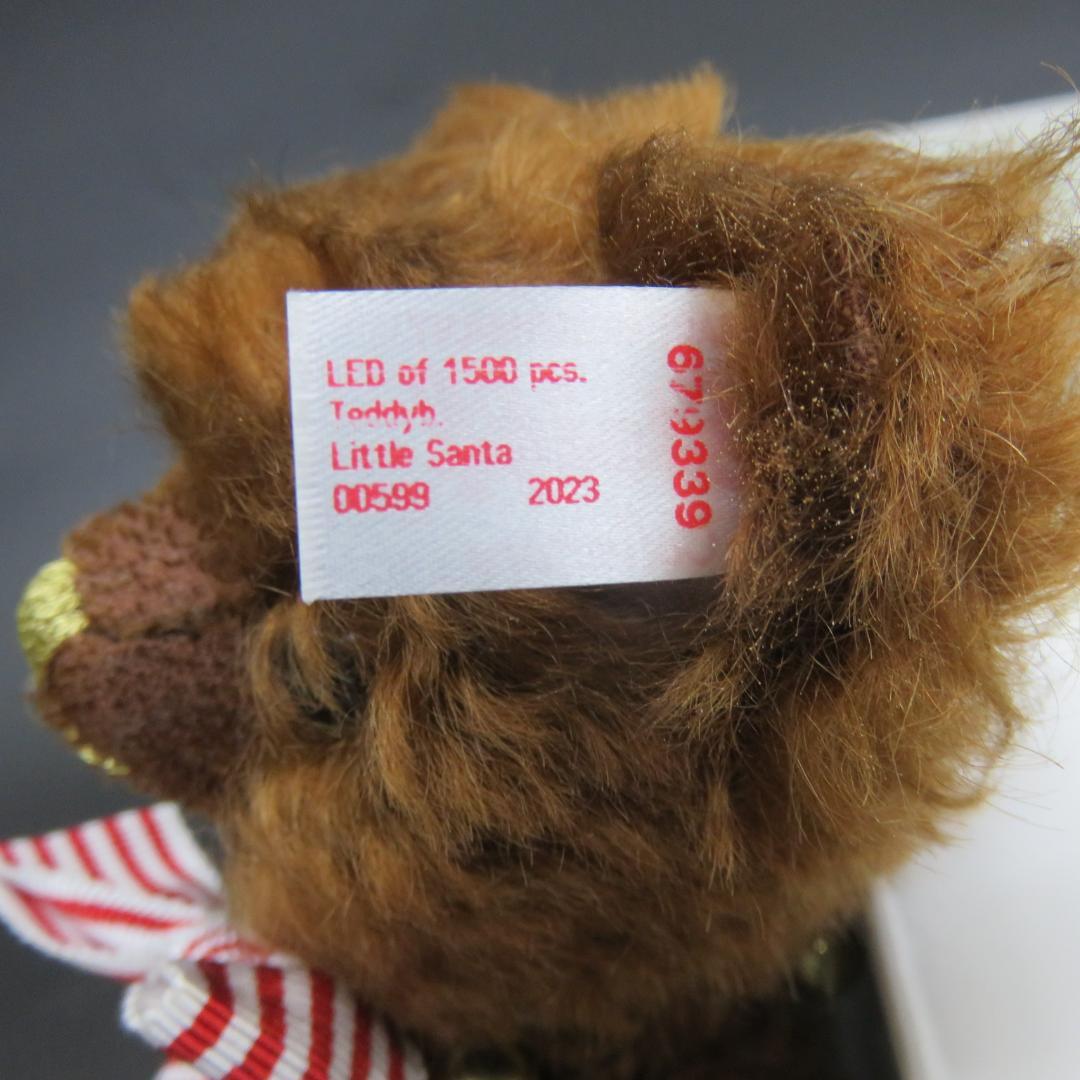 LED of 1500 pcs.
Teddyb.
Little Santa
00599 2023
679339